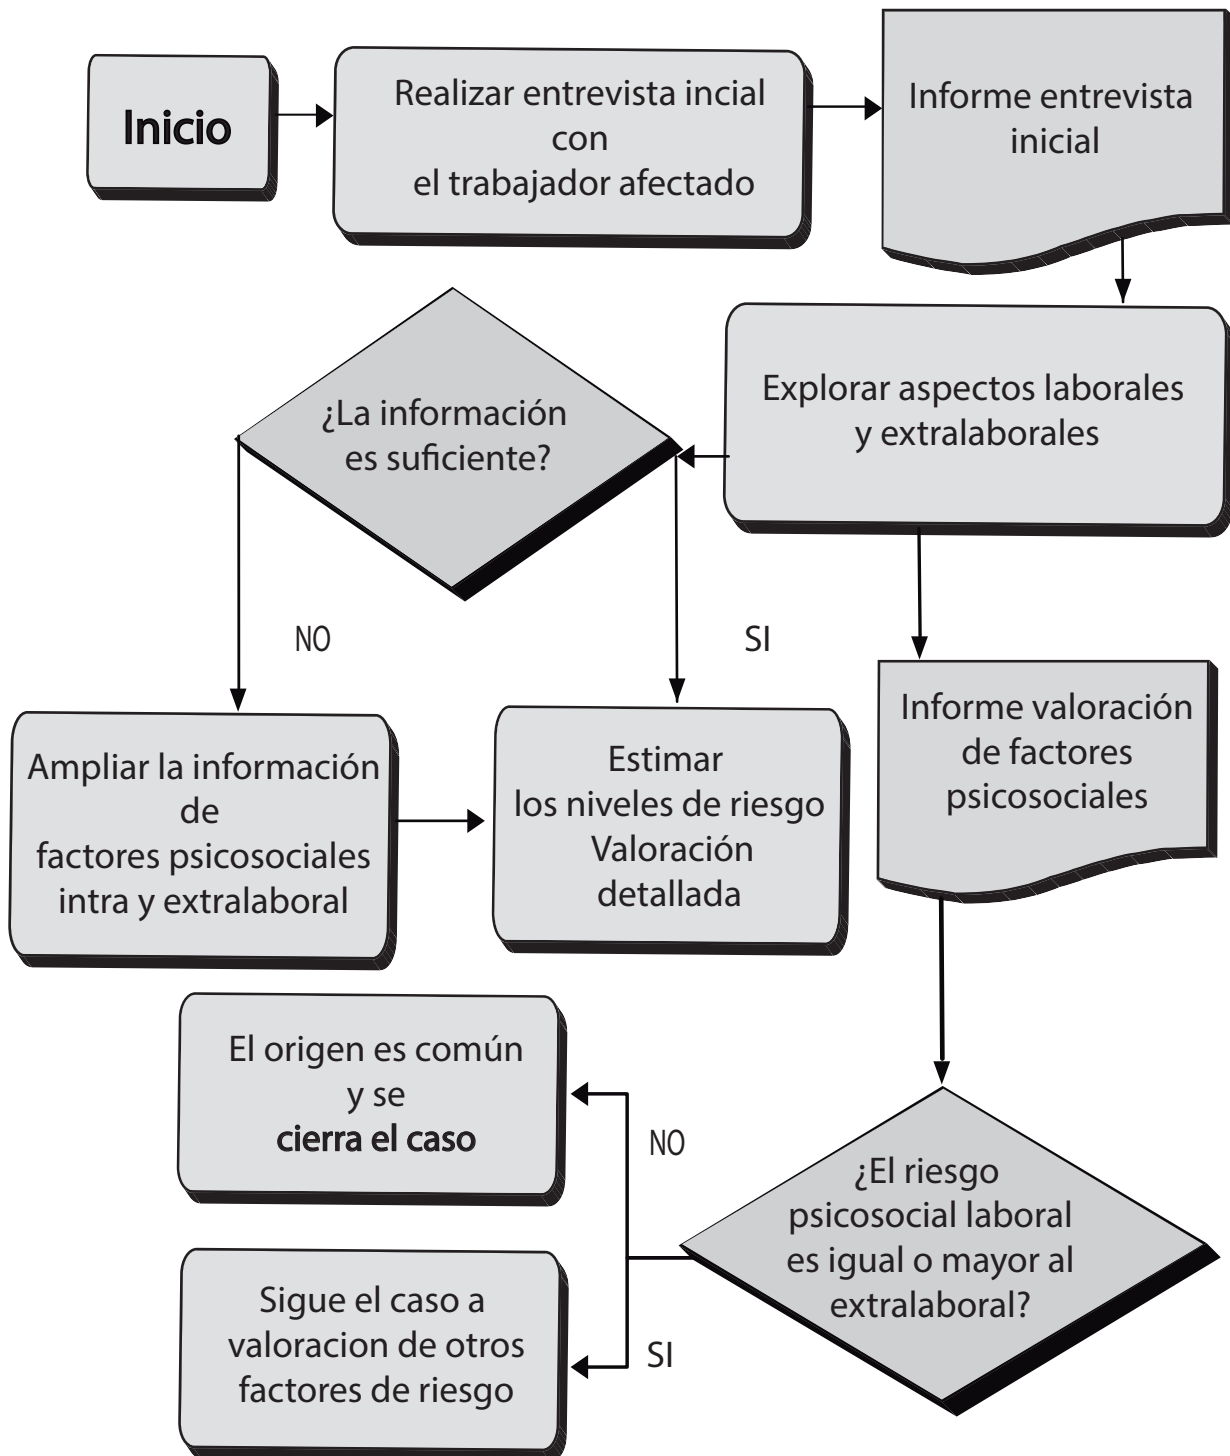 Inicio
Realizar entrevista incial
con
el trabajador afectado
Informe entrevista
inicial
Explorar aspectos laborales
y extralaborales
¿La información
es suficiente?
NO
SI
Ampliar la información
de
factores psicosociales
intra y extralaboral
Estimar
los niveles de riesgo
Valoración
detallada
Informe valoración
de factores
psicosociales
¿El riesgo
psicosocial laboral
es igual o mayor al
extralaboral?
NO
El origen es común
y se
cierra el caso
SI
Sigue el caso a
valoracion de otros
factores de riesgo